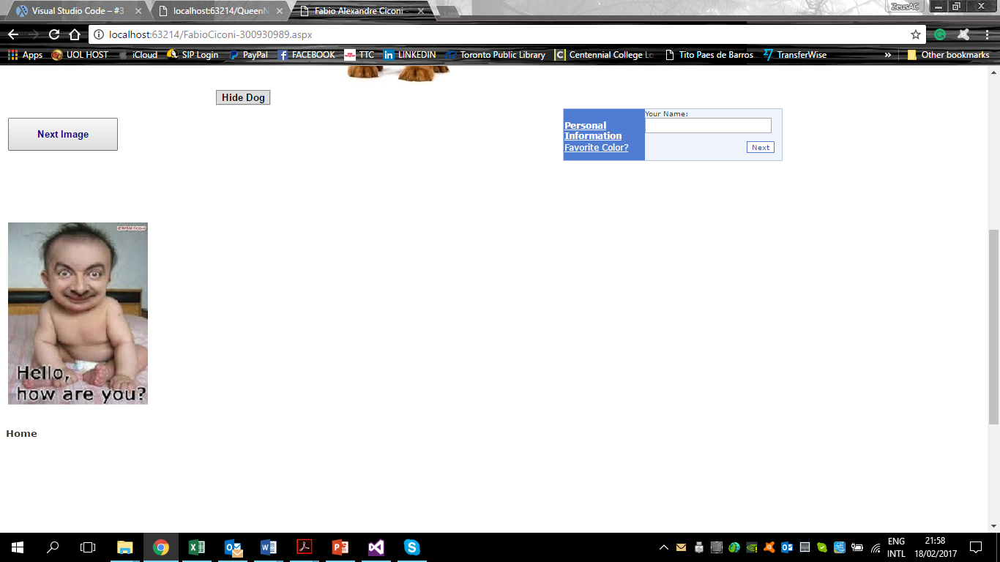 Visual Studio Code – #3
localhost:63214/QueenN
Fabio Alexandre Ciconi -
ZeusAC
localhost:63214/FabioCiconi-300930989.aspx
Apps
UOL HOST
iCloud
SIP Login
PayPal
FACEBOOK
TTC
LINKEDIN
Toronto Public Library
Centennial College Lo
Tito Paes de Barros
TransferWise
»
Other bookmarks
Hide Dog
Next Image
Your Name:
Personal
Information
Favorite Color?
Next
Hello,
how are you?
Home
ENG
INTL
21:58
18/02/2017